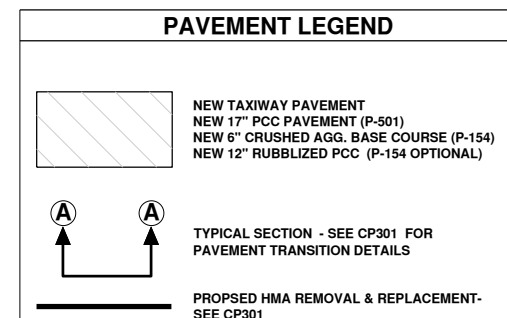 PAVEMENT LEGEND
NEW TAXIWAY PAVEMENT
NEW 17" PCC PAVEMENT (P-501)
NEW 6" CRUSHED AGG. BASE COURSE (P-154)
NEW 12" RUBBLIZED PCC (P-154 OPTIONAL)
A A
TYPICAL SECTION - SEE CP301 FOR
PAVEMENT TRANSITION DETAILS
PROPSED HMA REMOVAL & REPLACEMENT-
SEE CP301